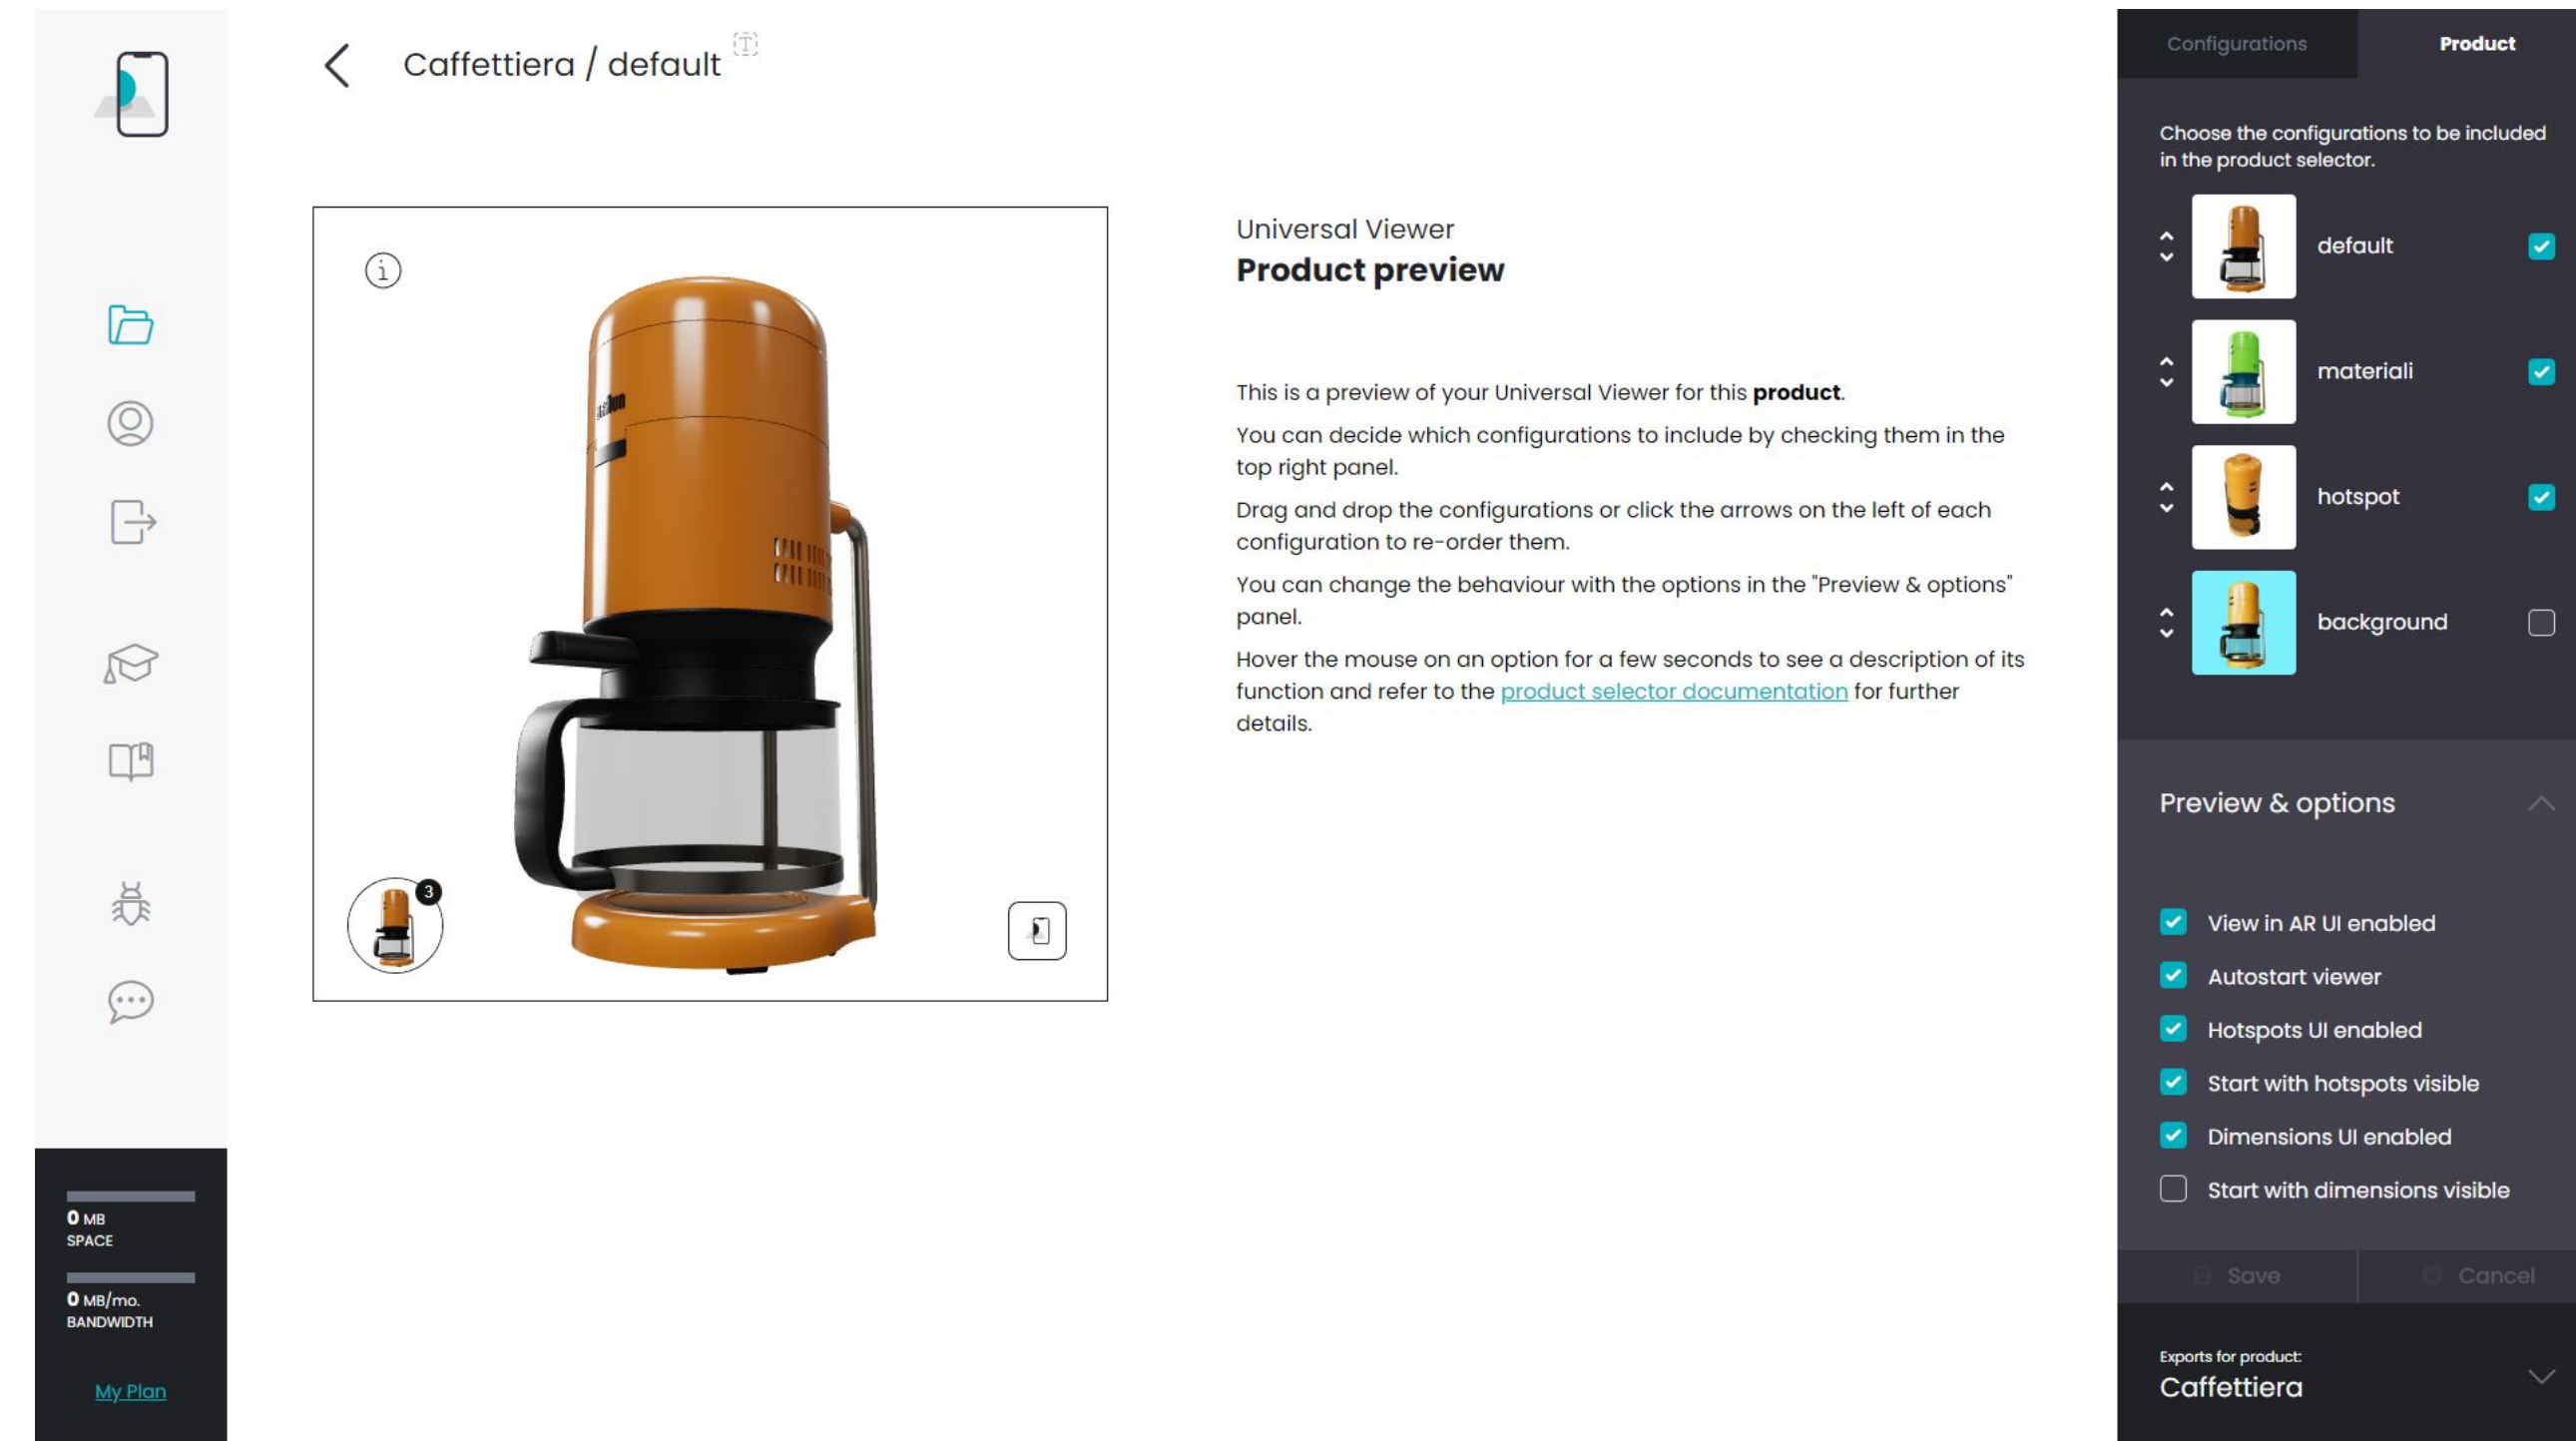 Caffettiera / default
T
Configurations
Product
Choose the configurations to be included
in the product selector.
default
materiali
hotspot
background
i
3
Universal Viewer
Product preview
This is a preview of your Universal Viewer for this product.
You can decide which configurations to include by checking them in the
top right panel.
Drag and drop the configurations or click the arrows on the left of each
configuration to re-order them.
You can change the behaviour with the options in the "Preview & options"
panel.
Hover the mouse on an option for a few seconds to see a description of its
function and refer to the product selector documentation for further
details.
Preview & options
View in AR UI enabled
Autostart viewer
Hotspots UI enabled
Start with hotspots visible
Dimensions UI enabled
Start with dimensions visible
Save
Cancel
Exports for product:
Caffettiera
0 MB
SPACE
0 MB/mo.
BANDWIDTH
My Plan